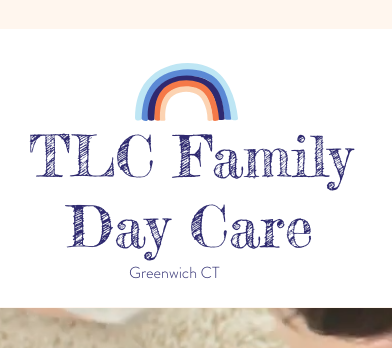 TLC Family
Day Care
Greenwich CT